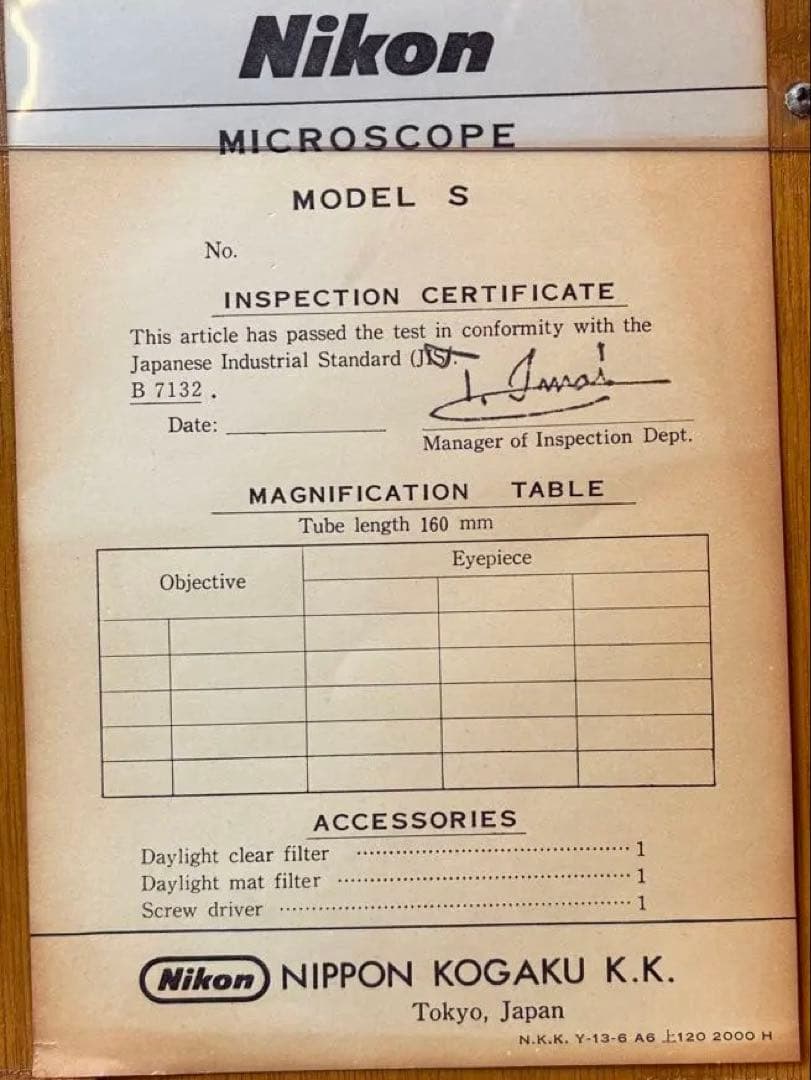 Nikon
MICROSCOPE
MODEL S
No.
INSPECTION CERTIFICATE
This article has passed the test in conformity with the
Japanese Industrial Standard (JIS).
B 7132 .
Date:
Manager of Inspection Dept.
MAGNIFICATION TABLE
Tube length 160 mm
Objective
Eyepiece
ACCESSORIES
Daylight clear filter ........................................ 1
Daylight mat filter ........................................... 1
Screw driver ..................................................... 1
Nikon NIPPON KOGAKU K.K.
Tokyo, Japan
N.K.K. Y-13-6 A6 上120 2000 H